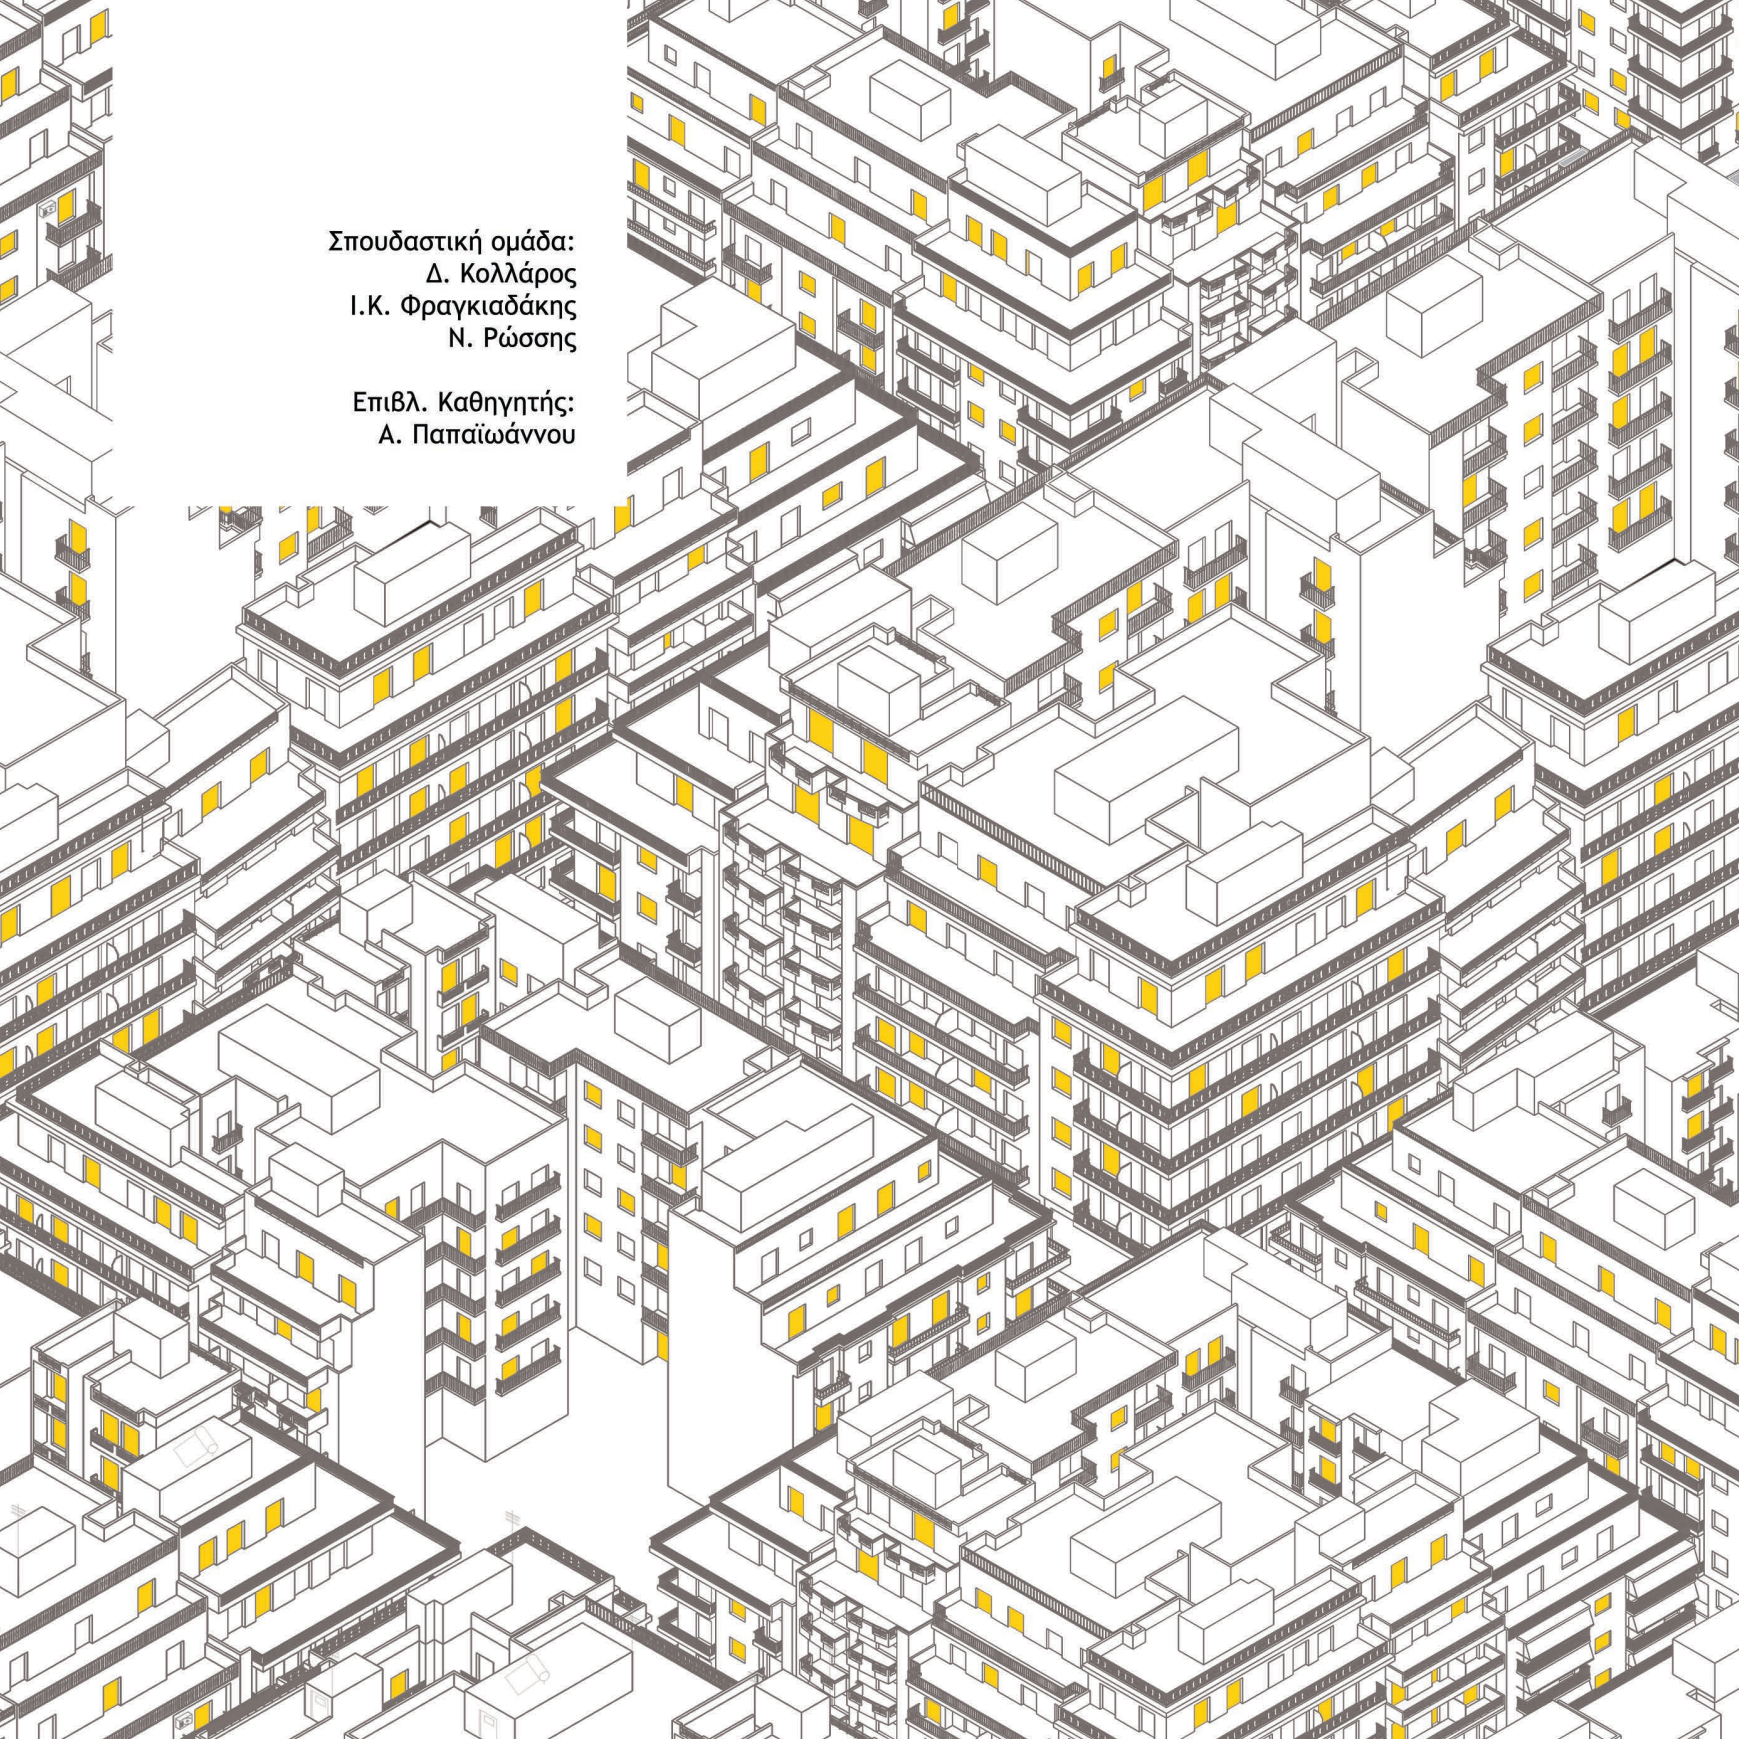 Σπουδαστική ομάδα:
Δ. Κολλάρος
Ι.Κ. Φραγκιαδάκης
Ν. Ρώσσης
Επιβλ. Καθηγητής:
Α. Παπαϊωάννου